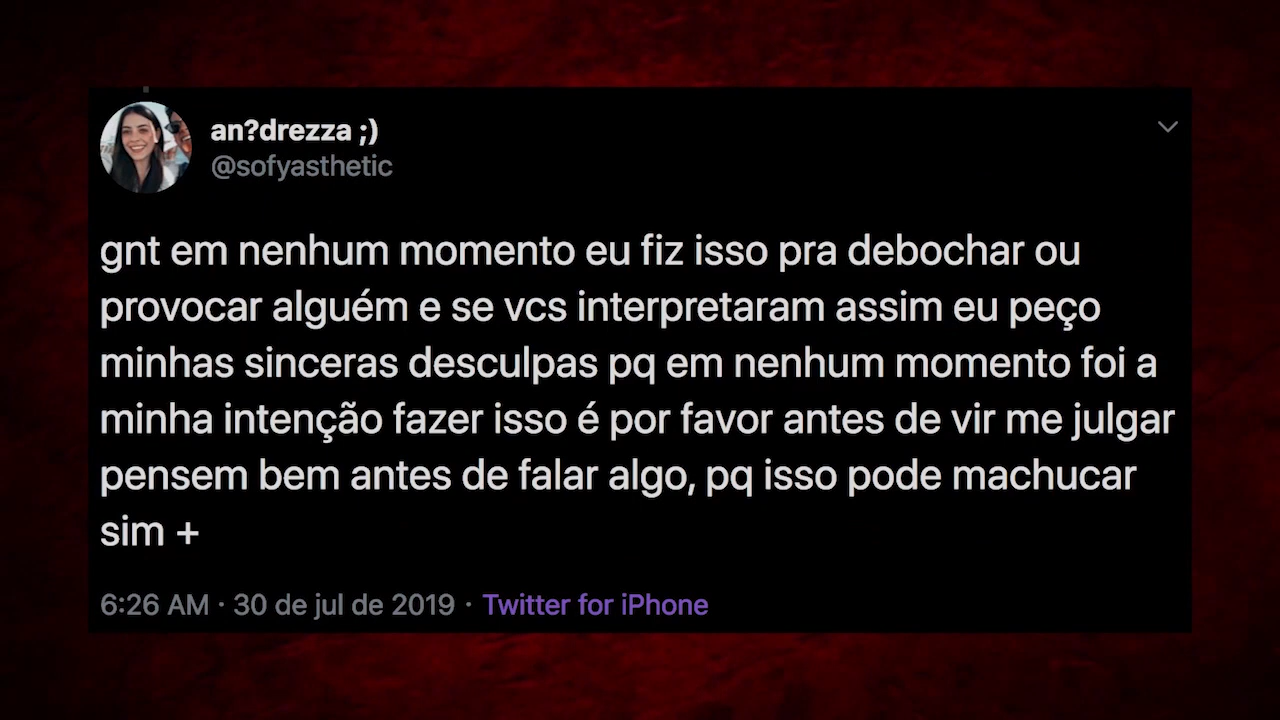 an?drezza ;)
@sofyasthetic
gnt em nenhum momento eu fiz isso pra debochar ou
provocar alguém e se vcs interpretaram assim eu peço
minhas sinceras desculpas pq em nenhum momento foi a
minha intenção fazer isso é por favor antes de vir me julgar
pensem bem antes de falar algo, pq isso pode machucar
sim +
6:26 AM · 30 de jul de 2019 · Twitter for iPhone